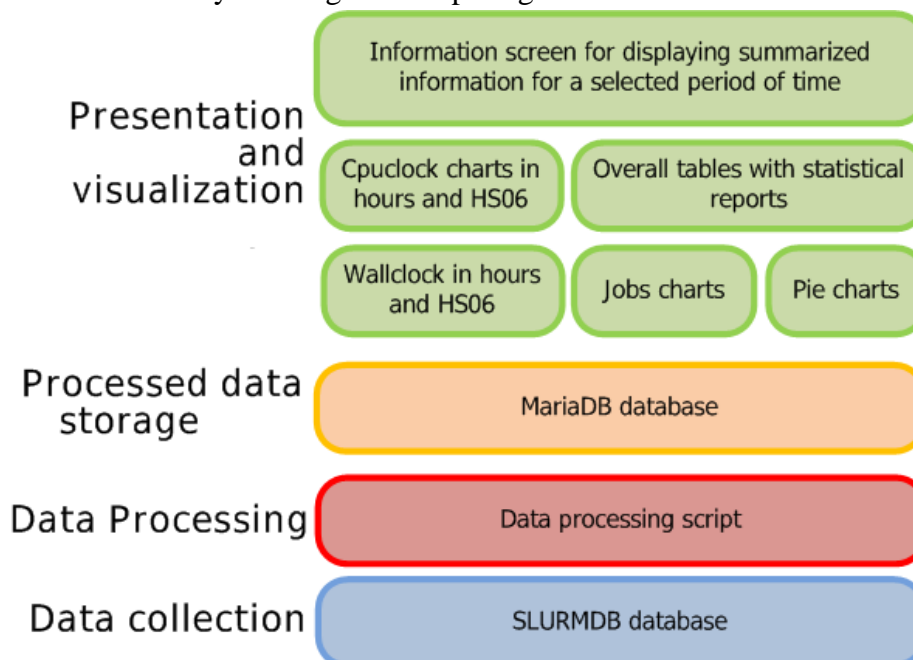 Information screen for displaying summarized
information for a selected period of time
Presentation
and
visualization
Cpuclock charts in
hours and HS06
Overall tables with statistical
reports
Wallclock in hours
and HS06
Jobs charts
Pie charts
Processed data
storage
MariaDB database
Data Processing
Data processing script
Data collection
SLURMDB database